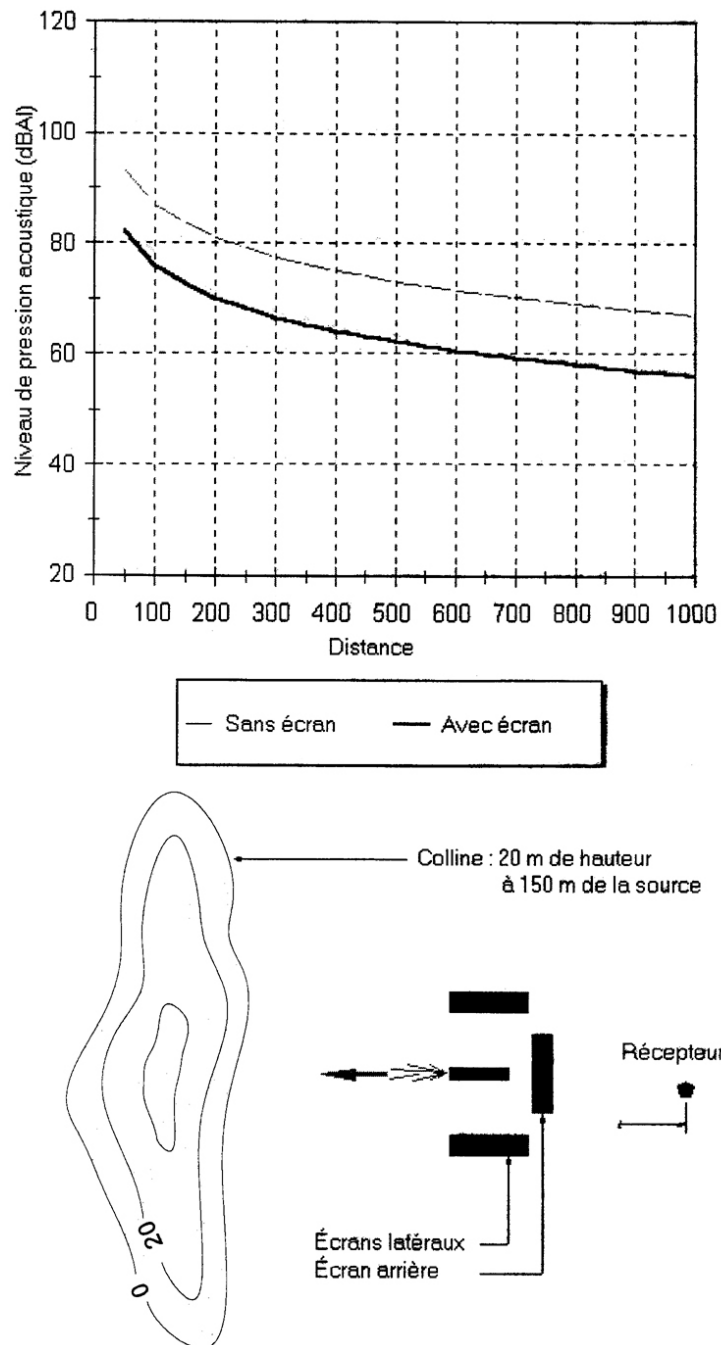 120
100
80
60
40
20
Niveau de pression acoustique (dBAI)
0 100 200 300 400 500 600 700 800 900 1000
Distance
Sans écran Avec écran
Colline : 20 m de hauteur
à 150 m de la source
Récepteur
20
0
Écrans latéraux
Écran arrière